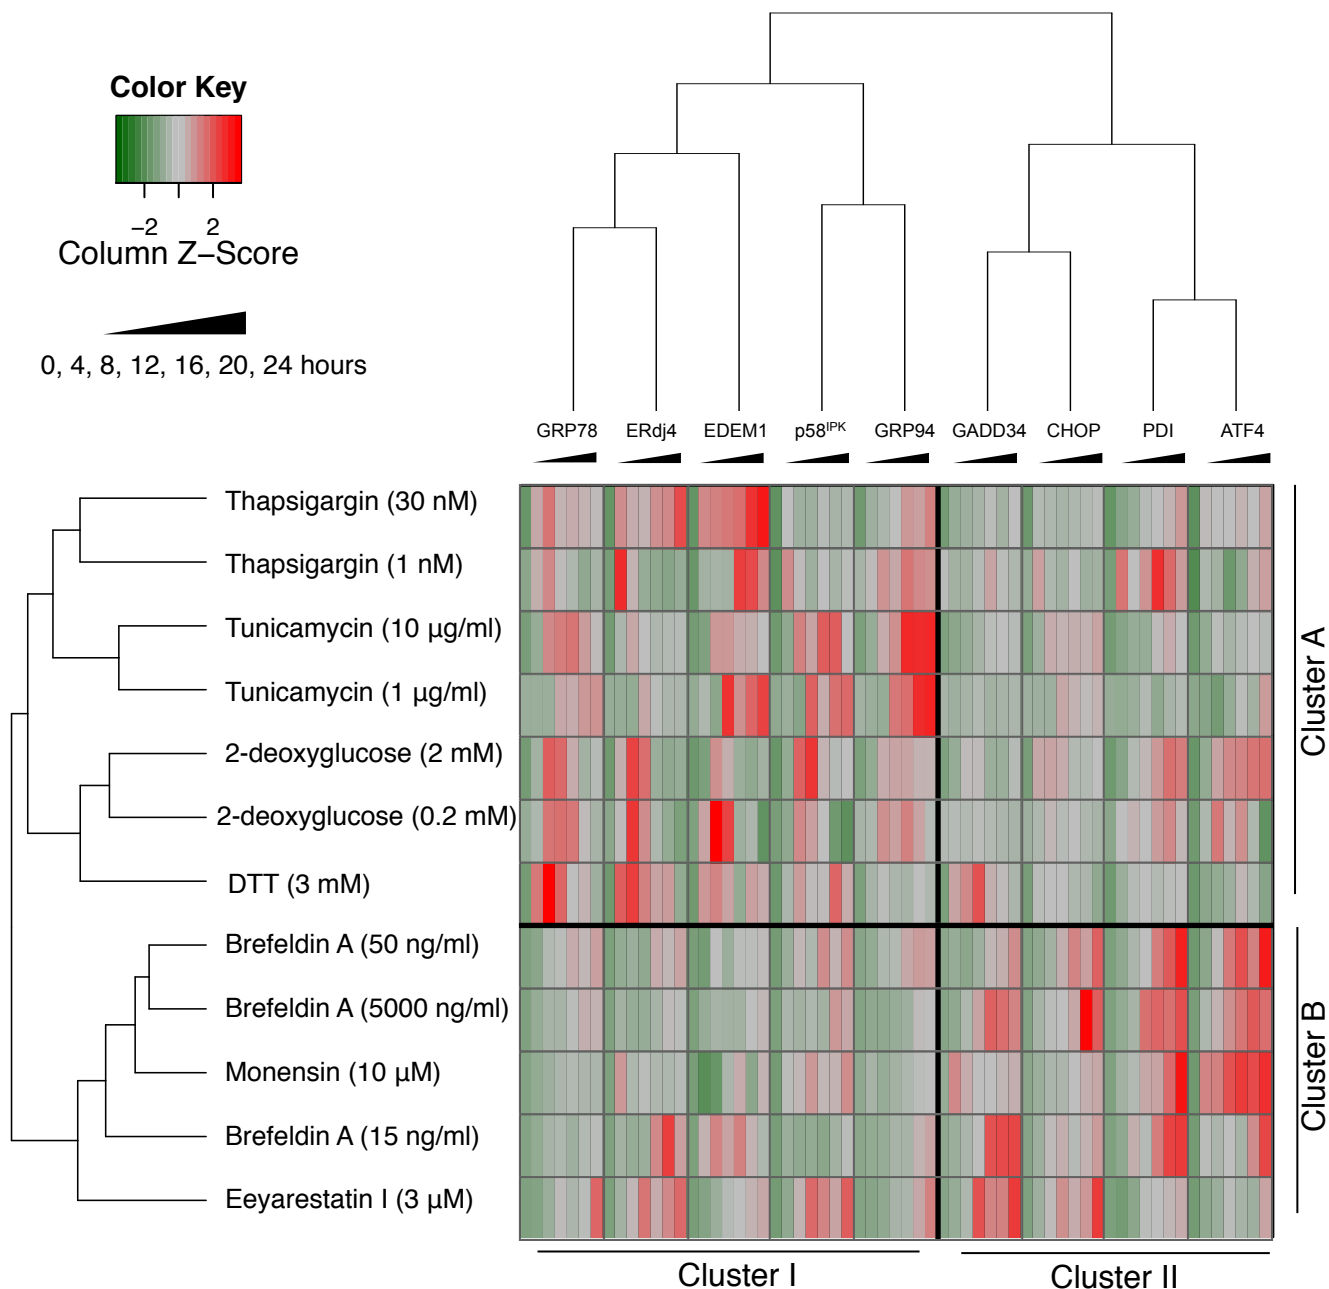 Color Key
−2 2
Column Z−Score
0, 4, 8, 12, 16, 20, 24 hours
GRP78 ERdj4 EDEM1 p58IPK GRP94 GADD34 CHOP PDI ATF4
Thapsigargin (30 nM)
Thapsigargin (1 nM)
Tunicamycin (10 µg/ml)
Tunicamycin (1 µg/ml)
2-deoxyglucose (2 mM)
2-deoxyglucose (0.2 mM)
DTT (3 mM)
Brefeldin A (50 ng/ml)
Brefeldin A (5000 ng/ml)
Monensin (10 µM)
Brefeldin A (15 ng/ml)
Eeyarestatin I (3 µM)
Cluster A
Cluster B
Cluster I
Cluster II